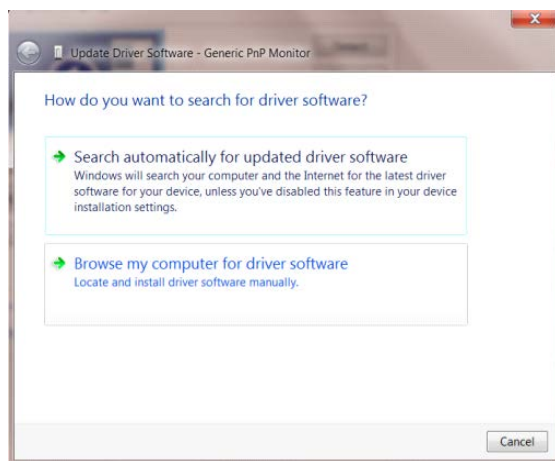 Update Driver Software - Generic PnP Monitor
How do you want to search for driver software?
Search automatically for updated driver software
Windows will search your computer and the Internet for the latest driver
software for your device, unless you've disabled this feature in your device
installation settings.
Browse my computer for driver software
Locate and install driver software manually.
Cancel